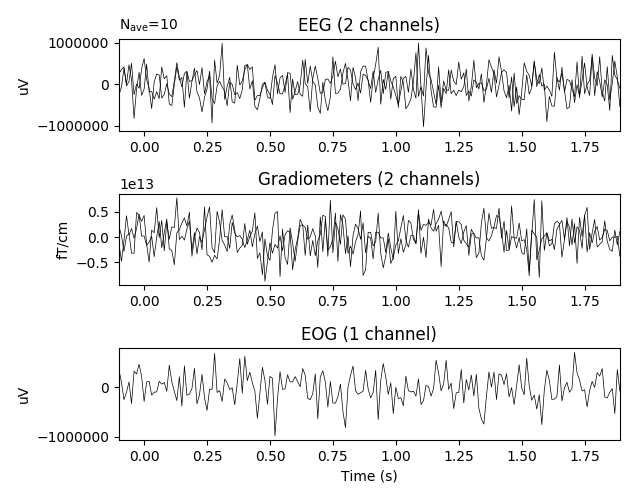 Nave=10
EEG (2 channels)
1000000
0
−1000000
uV
0.00 0.25 0.50 0.75 1.00 1.25 1.50 1.75
1e13
Gradiometers (2 channels)
0.5
0.0
−0.5
fT/cm
0.00 0.25 0.50 0.75 1.00 1.25 1.50 1.75
EOG (1 channel)
0
−1000000
uV
0.00 0.25 0.50 0.75 1.00 1.25 1.50 1.75
Time (s)